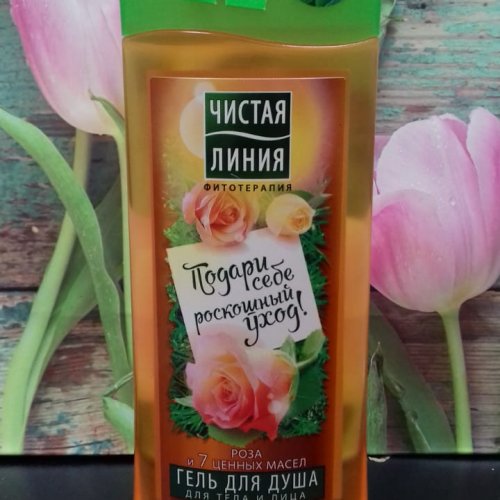 ЧИСТАЯ
ЛИНИЯ
ФИТОТЕРАПИЯ
Подари
себе
роскошный
уход!
РОЗА
и 7 ЦЕННЫХ МАСЕЛ
ГЕЛЬ ДЛЯ ДУША
ДЛЯ ТЕЛА И ЛИЦА